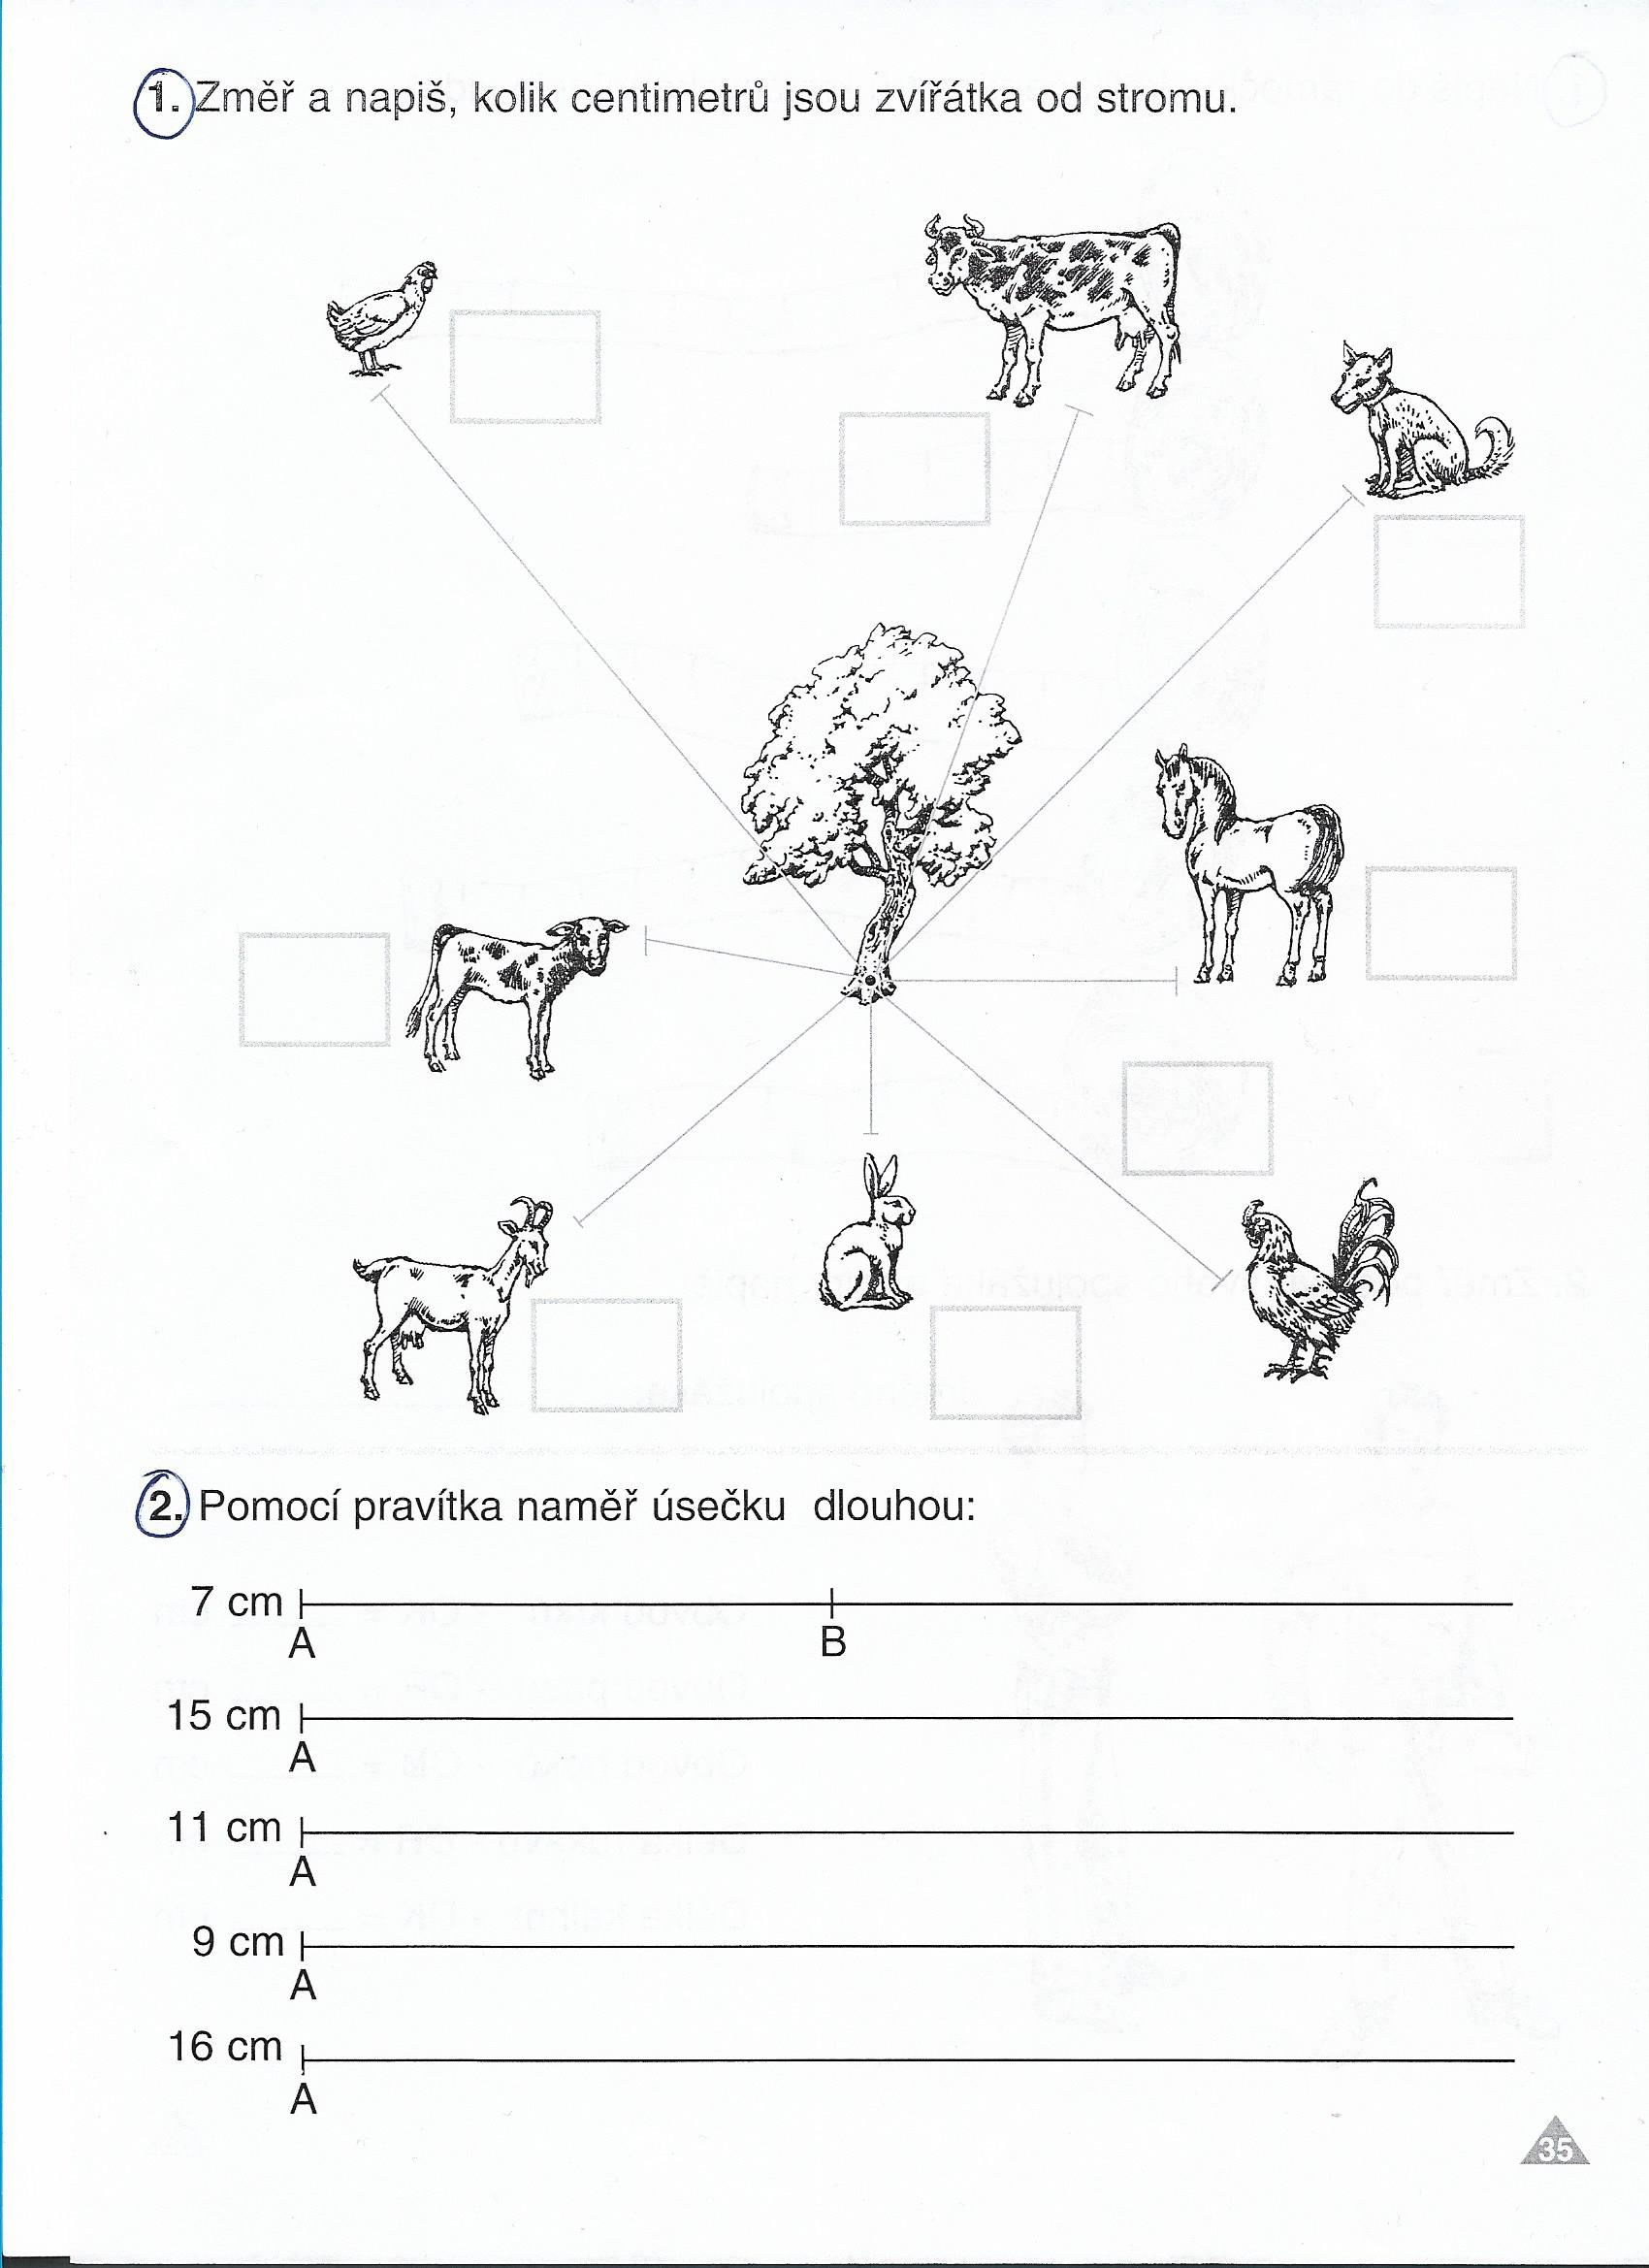 1. Změř a napiš, kolik centimetrů jsou zvířátka od stromu.
2. Pomocí pravítka naměř úsečku dlouhou:
7 cm
A B
15 cm
A
11 cm
A
9 cm
A
16 cm
A
35